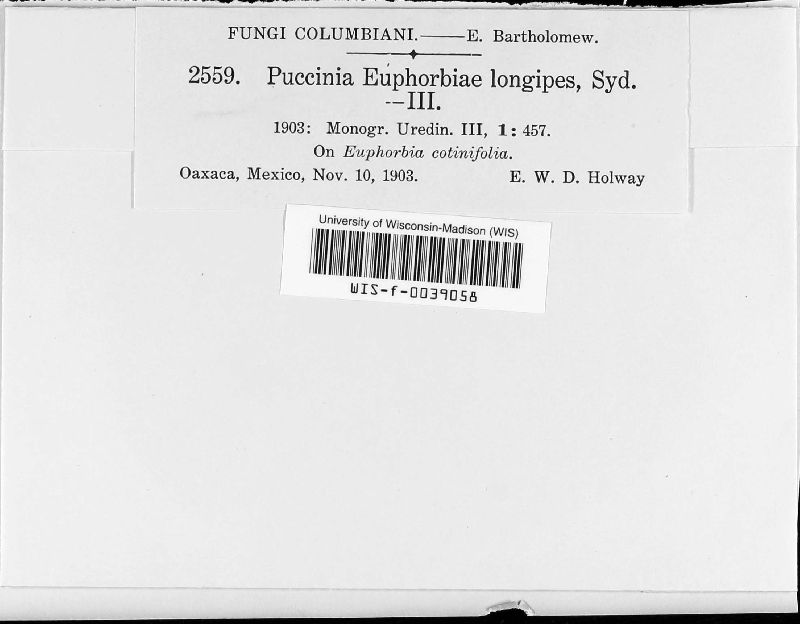 FUNGI COLUMBIANI.——E. Bartholomew.
2559. Puccinia Euphorbiae longipes, Syd.
—III.
1903: Monogr. Uredin. III, 1: 457.
On Euphorbia cotinifolia.
Oaxaca, Mexico, Nov. 10, 1903. E. W. D. Holway
University of Wisconsin-Madison (WIS)
WIS-f-0039058